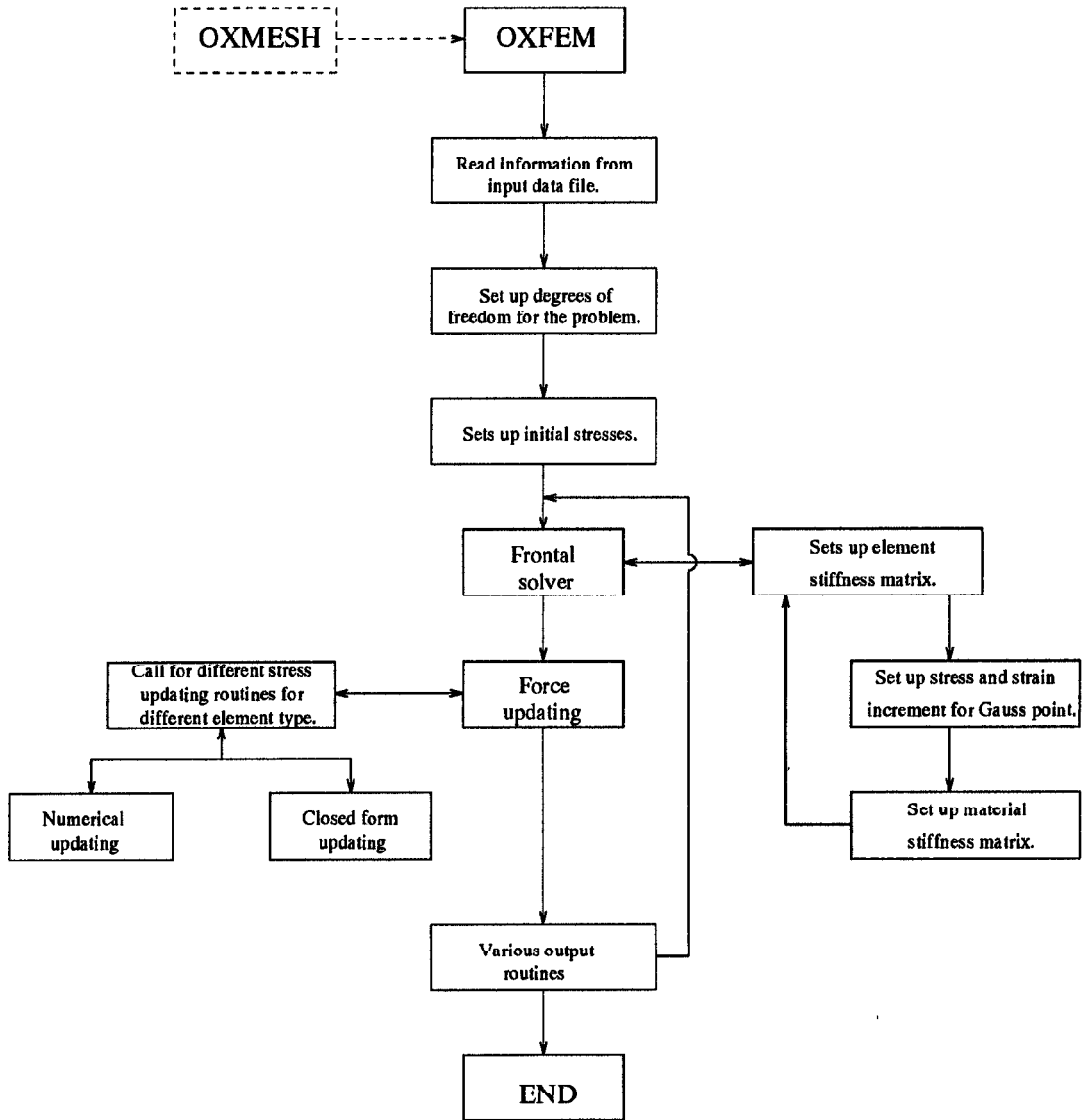 OXMESH
OXFEM
Read information from
input data file.
Set up degrees of
freedom for the problem.
Sets up initial stresses.
Frontal
solver
Sets up element
stiffness matrix.
Call for different stress
updating routines for
different element type.
Force
updating
Set up stress and strain
increment for Gauss point.
Numerical
updating
Closed form
updating
Set up material
stiffness matrix.
Various output
routines
END